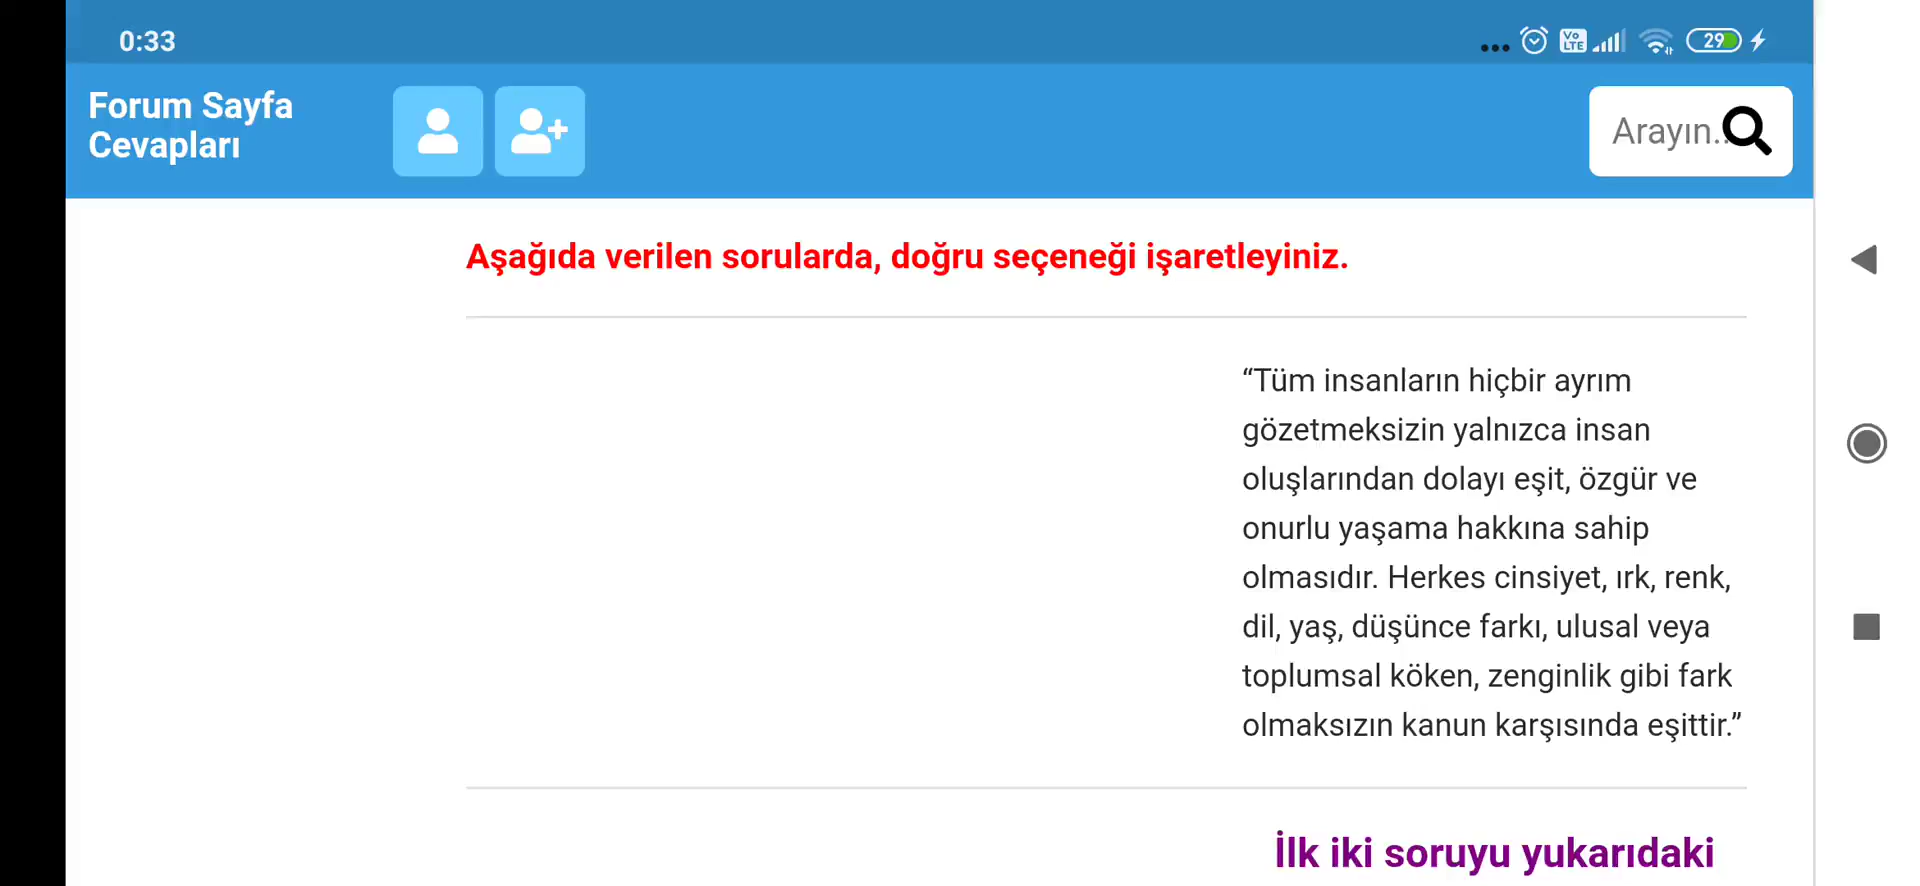 0:33
Vo LTE
29
Forum Sayfa
Cevapları
Arayın..
Aşağıda verilen sorularda, doğru seçeneği işaretleyiniz.
“Tüm insanların hiçbir ayrım
gözetmeksizin yalnızca insan
oluşlarından dolayı eşit, özgür ve
onurlu yaşama hakkına sahip
olmasıdır. Herkes cinsiyet, ırk, renk,
dil, yaş, düşünce farkı, ulusal veya
toplumsal köken, zenginlik gibi fark
olmaksızın kanun karşısında eşittir.”
İlk iki soruyu yukarıdaki